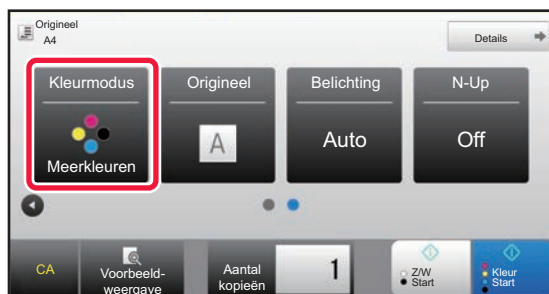 Origineel
A4
Details
Kleurmodus
Origineel
Belichting
N-Up
A
Auto
Off
Meerkleuren
CA
Voorbeeld-
weergave
Aantal
kopieën
1
Z/W
Start
Kleur
Start